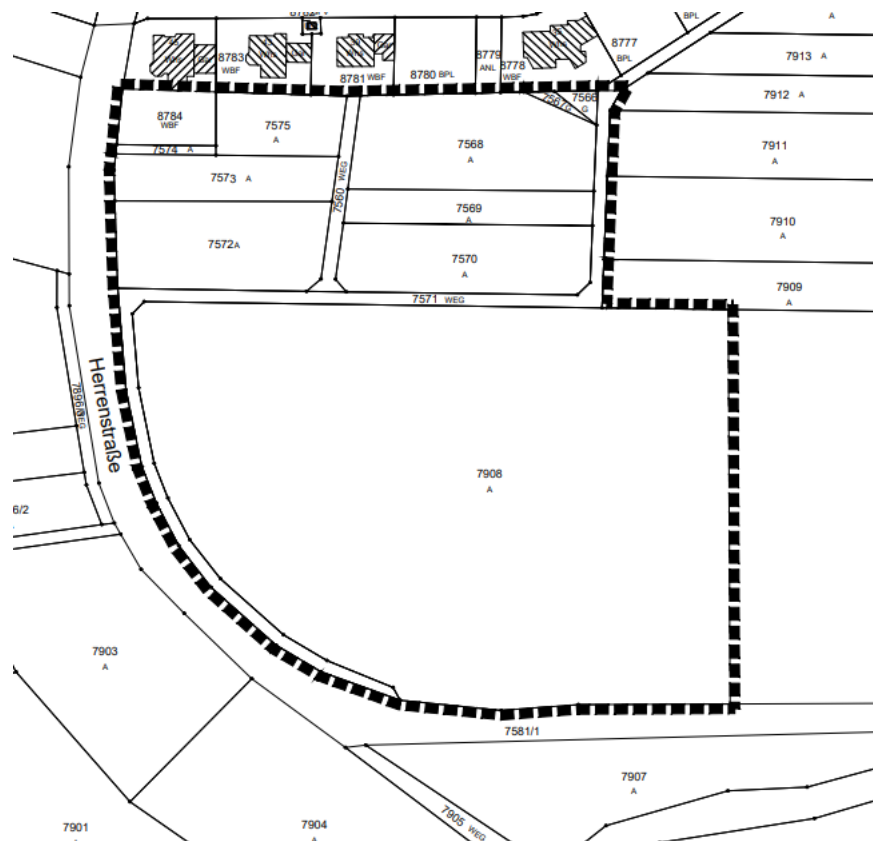 BPL
A
8777
BPL
7913
A
8783
WBF
8781 WBF
8780 BPL
8779
ANL
8778
WBF
7912 A
8784
WBF
7575
A
7567
G
7566
G
7568
A
7911
A
7574 A
7573 A
7560 WEG
7569
A
7910
A
7572 A
7570
A
7909
A
7571 WEG
Herrenstraße
7908
A
6/2
7903
A
7581/1
7907
A
7905 WEG
7901
A
7904
A